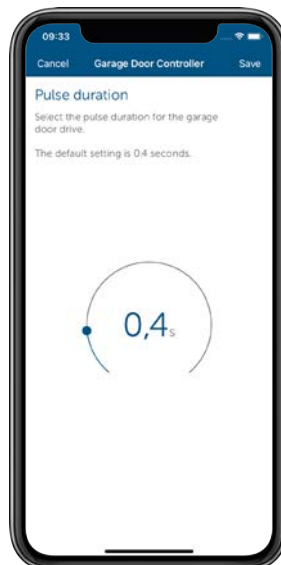 09:33
Cancel Garage Door Controller Save
Pulse duration
Select the pulse duration for the garage
door drive.
The default setting is 0.4 seconds.
0,4s